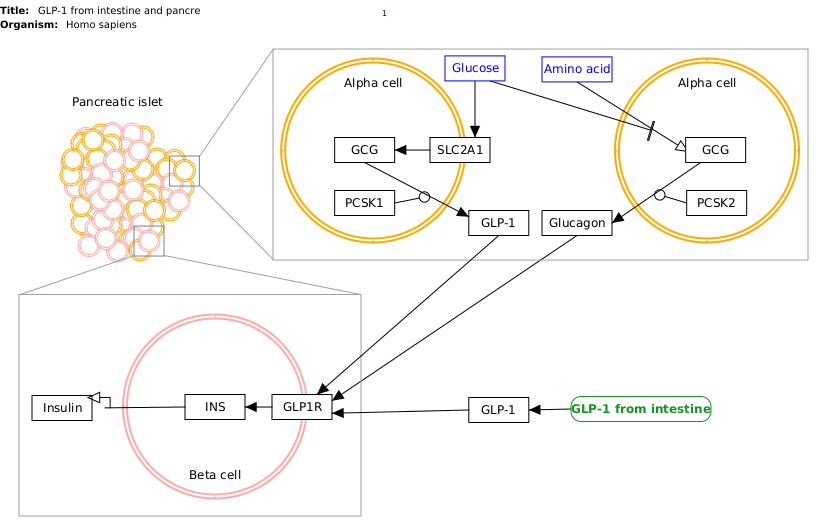 Title: GLP-1 from intestine and pancre
1
Organism: Homo sapiens
Pancreatic islet
Alpha cell
Glucose
Amino acid
Alpha cell
GCG
SLC2A1
GCG
PCSK1
PCSK2
GLP-1
Glucagon
Insulin
INS
GLP1R
GLP-1
GLP-1 from intestine
Beta cell